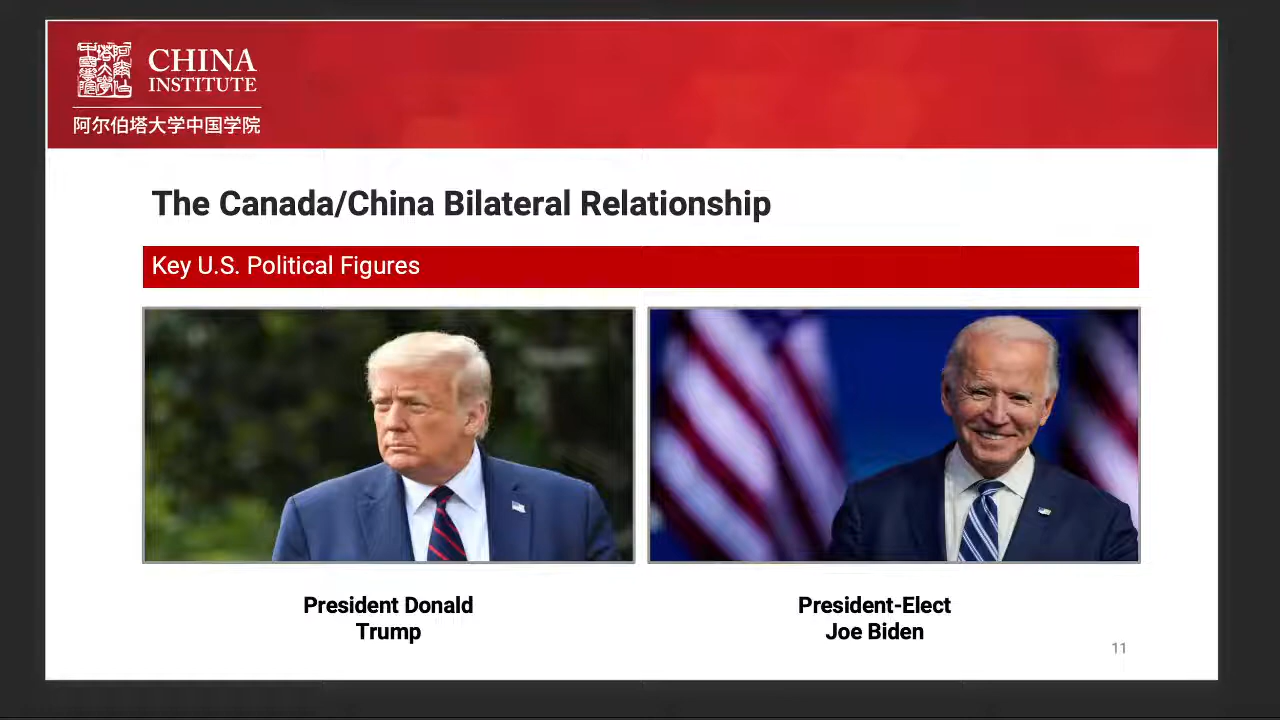 CHINA
INSTITUTE
阿尔伯塔大学中国学院
The Canada/China Bilateral Relationship
Key U.S. Political Figures
President Donald
Trump
President-Elect
Joe Biden
11